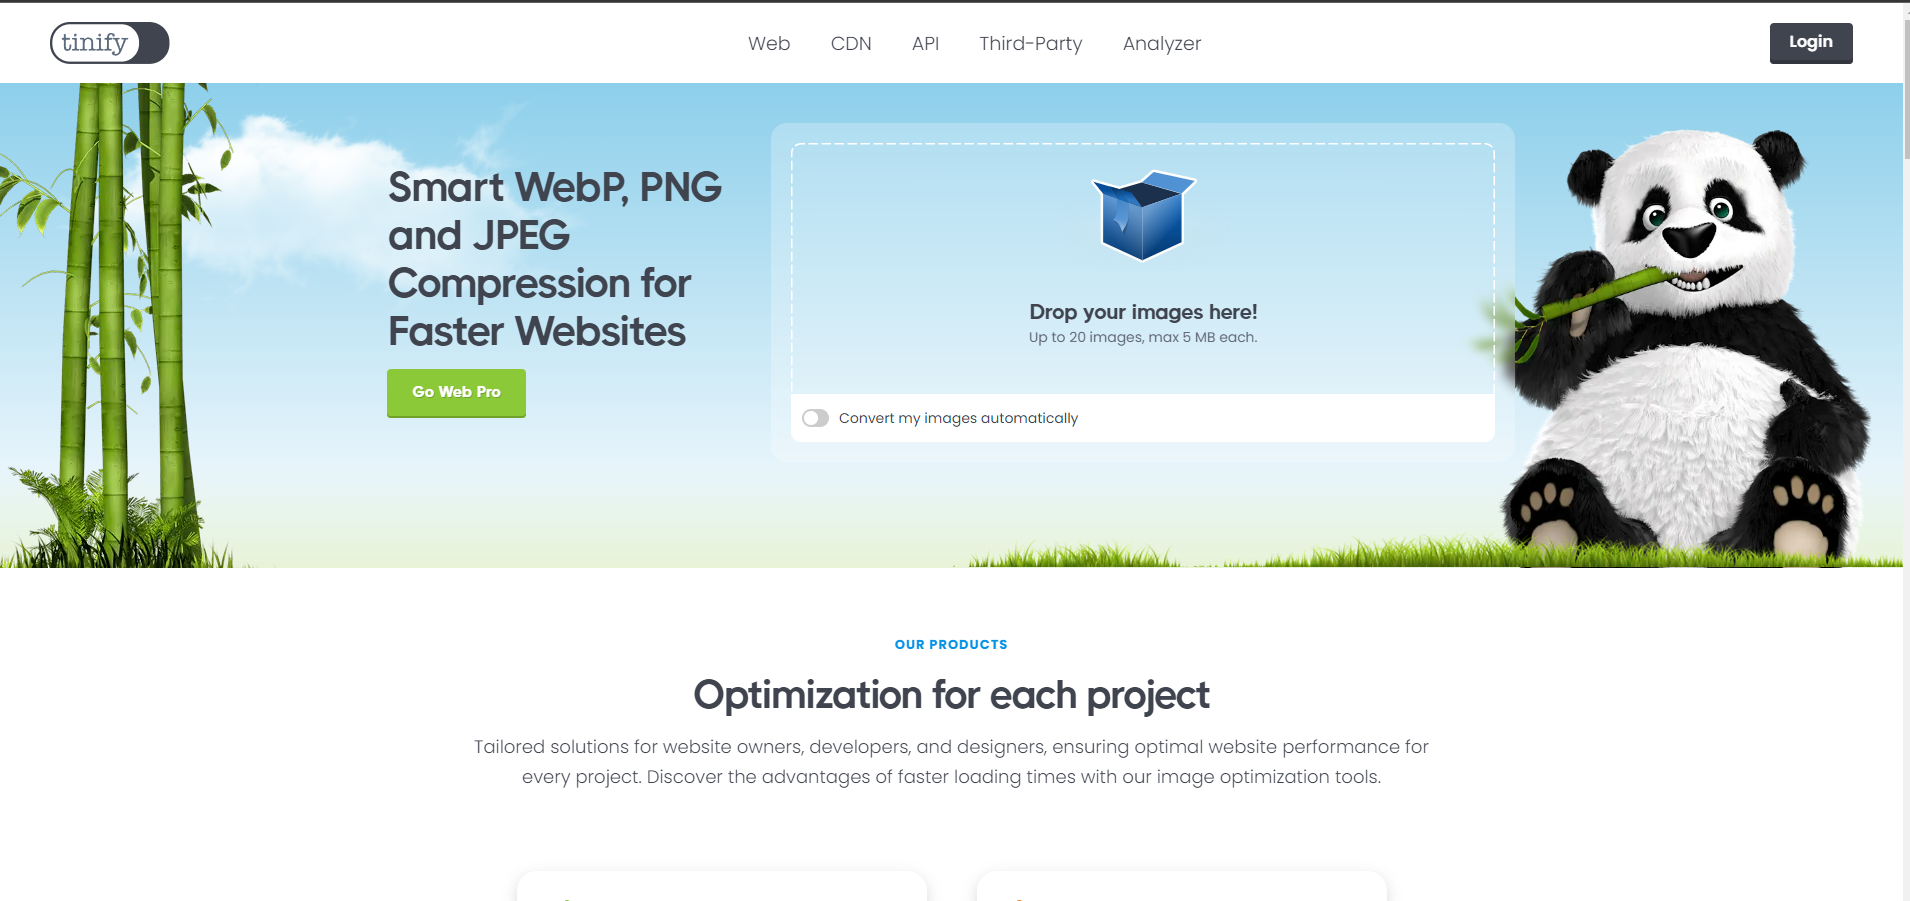 tinify
Web
CDN
API
Third-Party
Analyzer
Login
Smart WebP, PNG
and JPEG
Compression for
Faster Websites
Go Web Pro
Drop your images here!
Up to 20 images, max 5 MB each.
Convert my images automatically
OUR PRODUCTS
Optimization for each project
Tailored solutions for website owners, developers, and designers, ensuring optimal website performance for
every project. Discover the advantages of faster loading times with our image optimization tools.